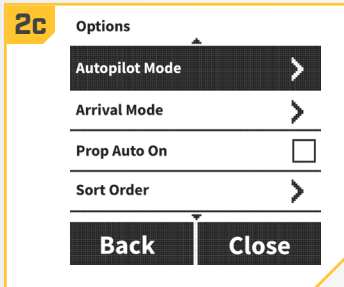 2c
Options
Autopilot Mode
Arrival Mode
Prop Auto On
Sort Order
Back Close